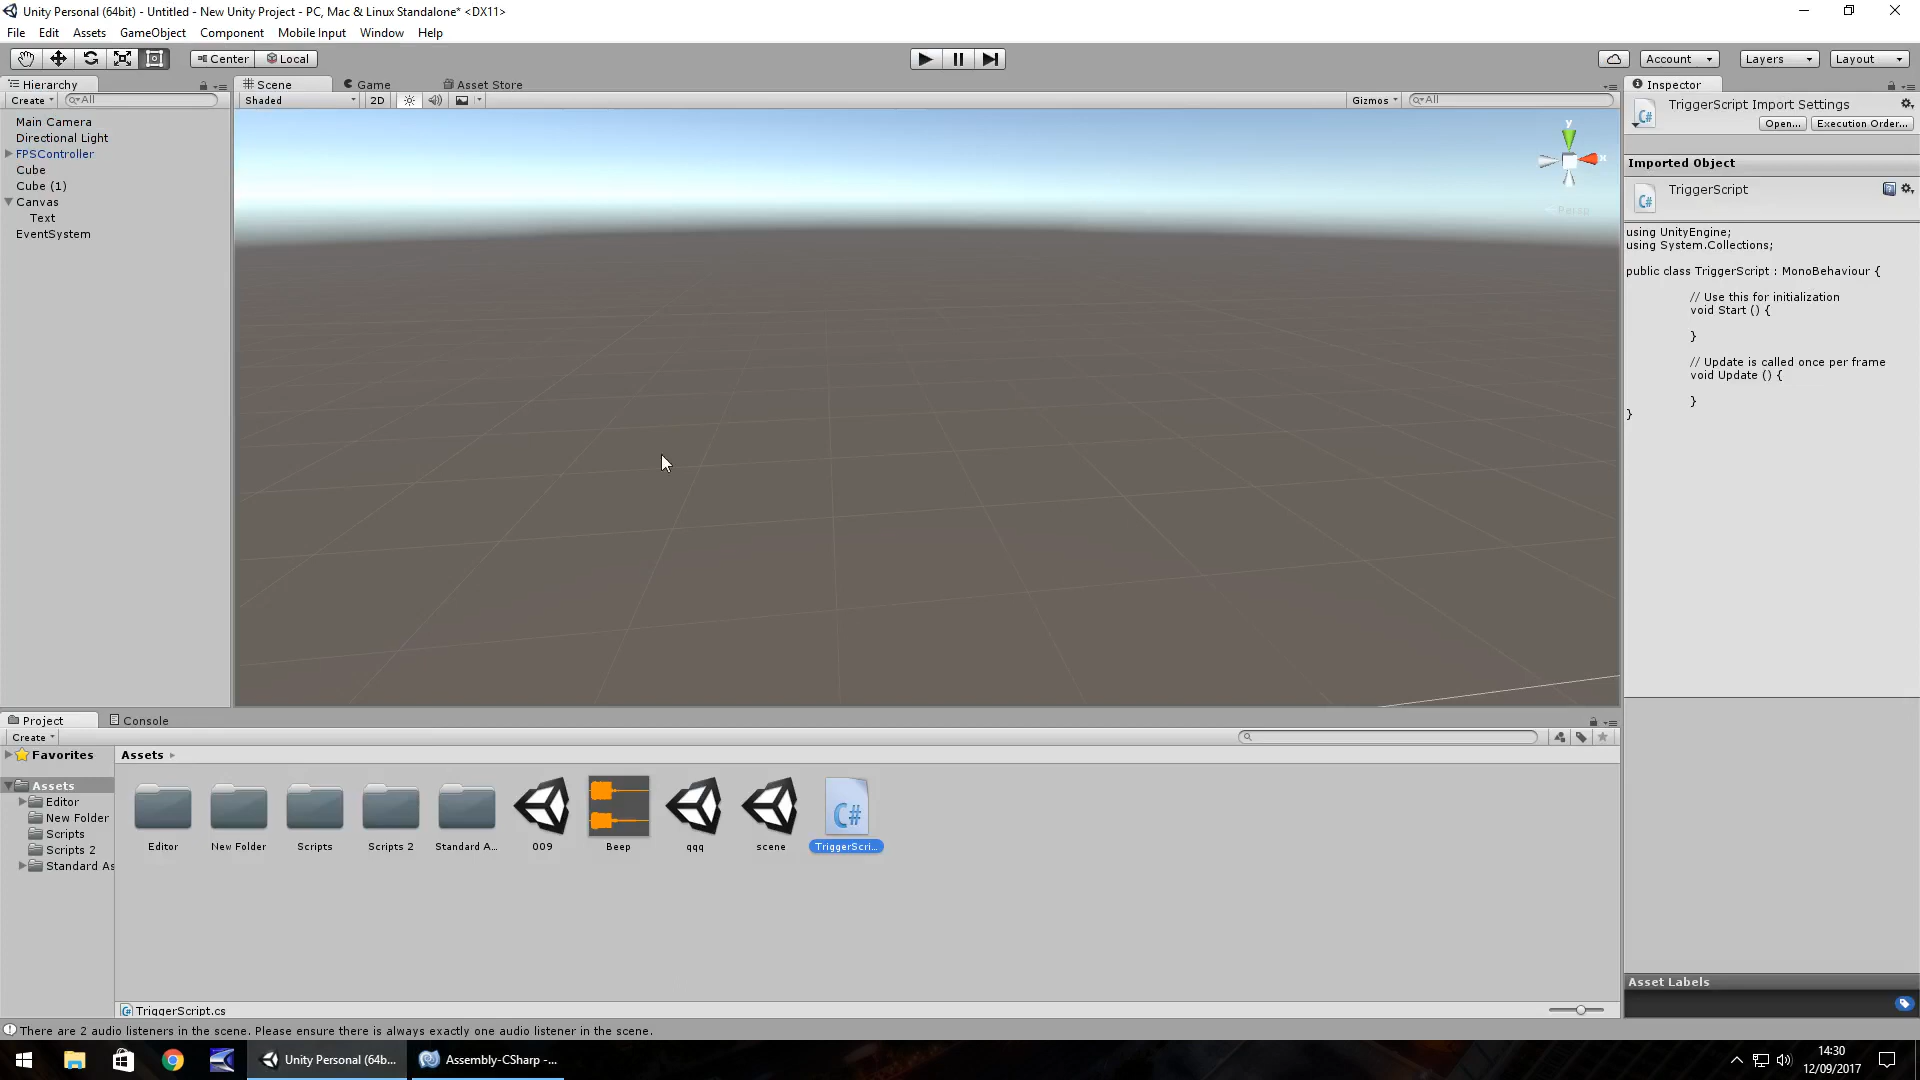 Unity Personal (64bit) - Untitled - New Unity Project - PC, Mac & Linux Standalone* <DX11>
File Edit Assets GameObject Component Mobile Input Window Help
Center Local
Account Layers Layout
Hierarchy
Create All
Main Camera
Directional Light
FPSController
Cube
Cube (1)
Canvas
Text
EventSystem
Scene Game Asset Store
Shaded 2D Gizmos All
y
x
Persp
Inspector
TriggerScript Import Settings
Open... Execution Order...
Imported Object
TriggerScript
using UnityEngine;
using System.Collections;
public class TriggerScript : MonoBehaviour {
// Use this for initialization
void Start () {
}
// Update is called once per frame
void Update () {
}
}
Project Console
Create
Favorites
Assets
Editor
New Folder
Scripts
Scripts 2
Standard As
Assets
Editor New Folder Scripts Scripts 2 Standard A... 009 Beep qqq scene TriggerScri...
C#
TriggerScript.cs
Asset Labels
There are 2 audio listeners in the scene. Please ensure there is always exactly one audio listener in the scene.
Unity Personal (64b... Assembly-CSharp -...
14:30
12/09/2017